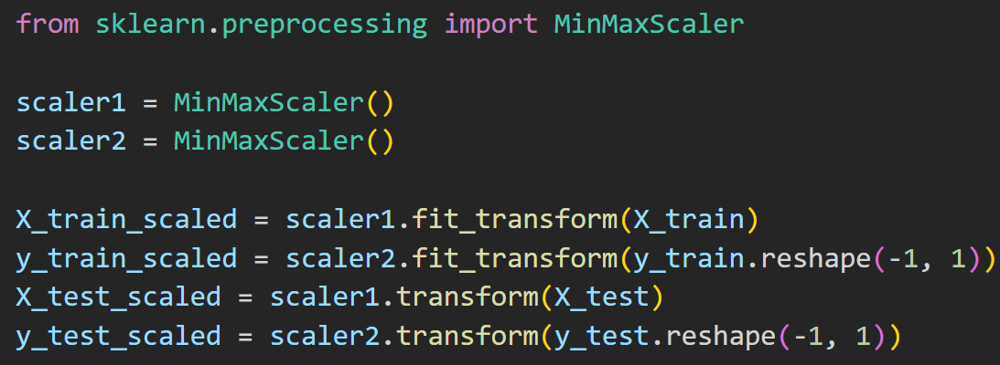 from sklearn.preprocessing import MinMaxScaler
scaler1 = MinMaxScaler()
scaler2 = MinMaxScaler()
X_train_scaled = scaler1.fit_transform(X_train)
y_train_scaled = scaler2.fit_transform(y_train.reshape(-1, 1))
X_test_scaled = scaler1.transform(X_test)
y_test_scaled = scaler2.transform(y_test.reshape(-1, 1))